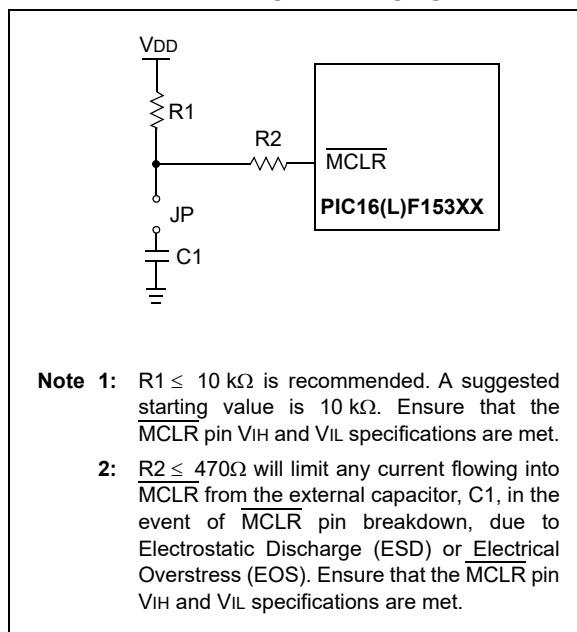 VDD
R1
R2
MCLR
PIC16(L)F153XX
JP
C1
Note 1: R1 ≤ 10 kΩ is recommended. A suggested
starting value is 10 kΩ. Ensure that the
MCLR pin VIH and VIL specifications are met.
2: R2 ≤ 470Ω will limit any current flowing into
MCLR from the external capacitor, C1, in the
event of MCLR pin breakdown, due to
Electrostatic Discharge (ESD) or Electrical
Overstress (EOS). Ensure that the MCLR pin
VIH and VIL specifications are met.